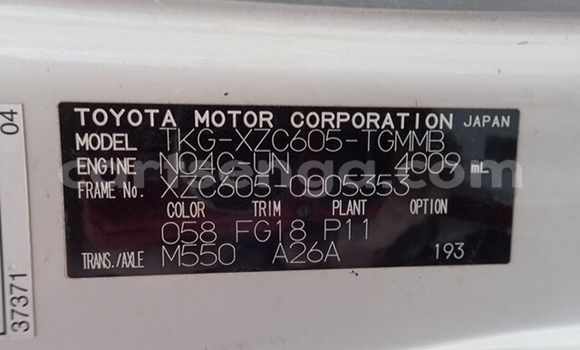 TOYOTA MOTOR CORPORATION JAPAN
MODEL TKG-XZC605-TGMMB
ENGINE N04C-UN 4009 mL
FRAME No. XZC605-0005353
COLOR TRIM PLANT OPTION
058 FG18 P11
TRANS./AXLE M550 A26A 193
04
37371